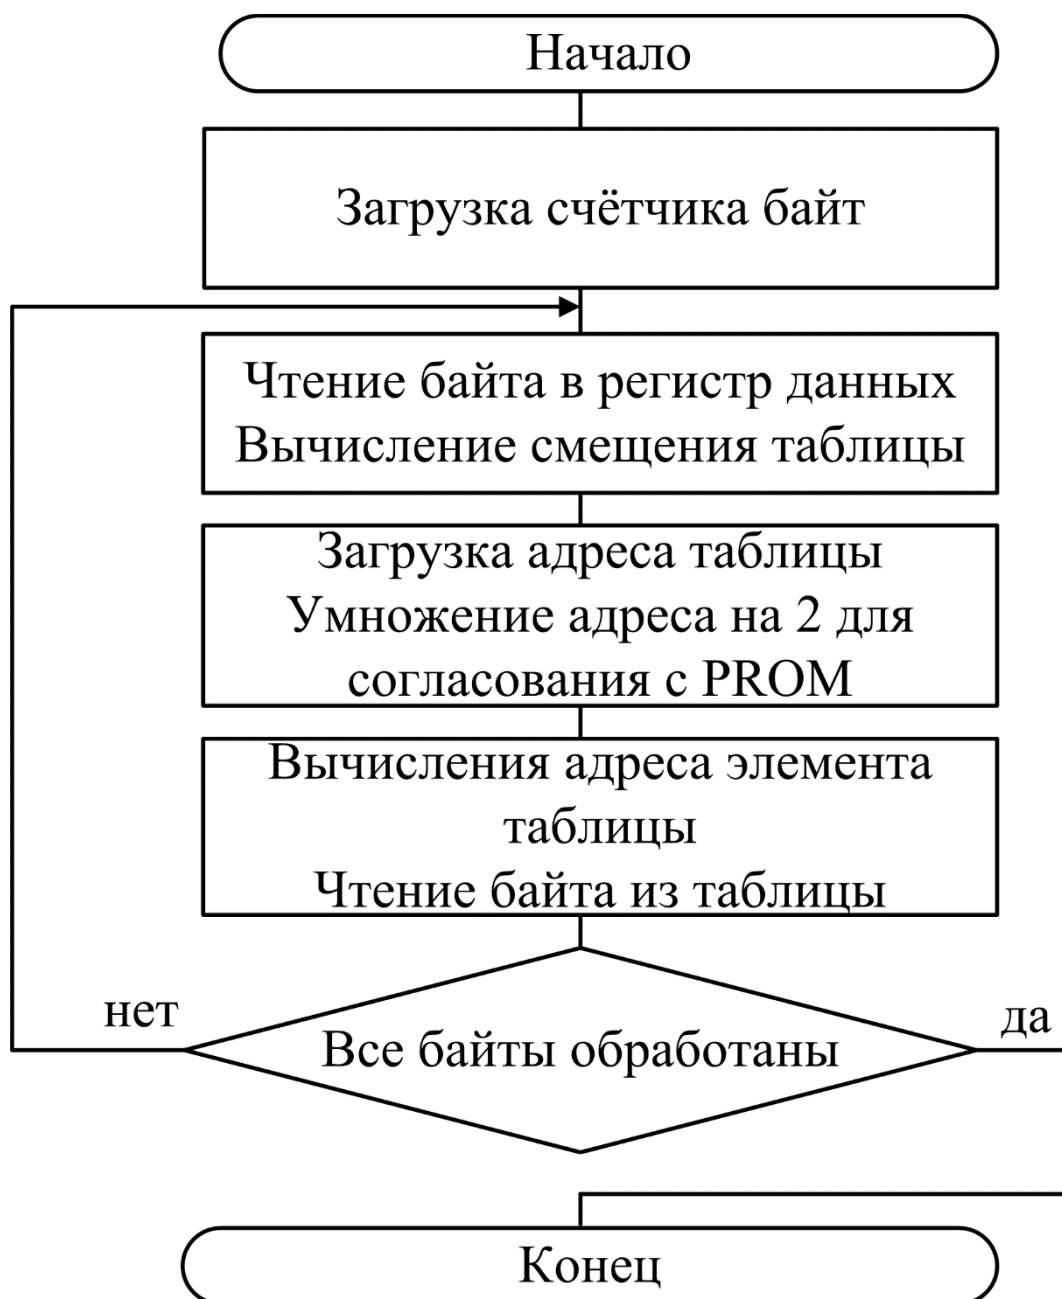 Начало
Загрузка счётчика байт
Чтение байта в регистр данных
Вычисление смещения таблицы
Загрузка адреса таблицы
Умножение адреса на 2 для
согласования с PROM
Вычисления адреса элемента
таблицы
Чтение байта из таблицы
нет
Все байты обработаны
да
Конец